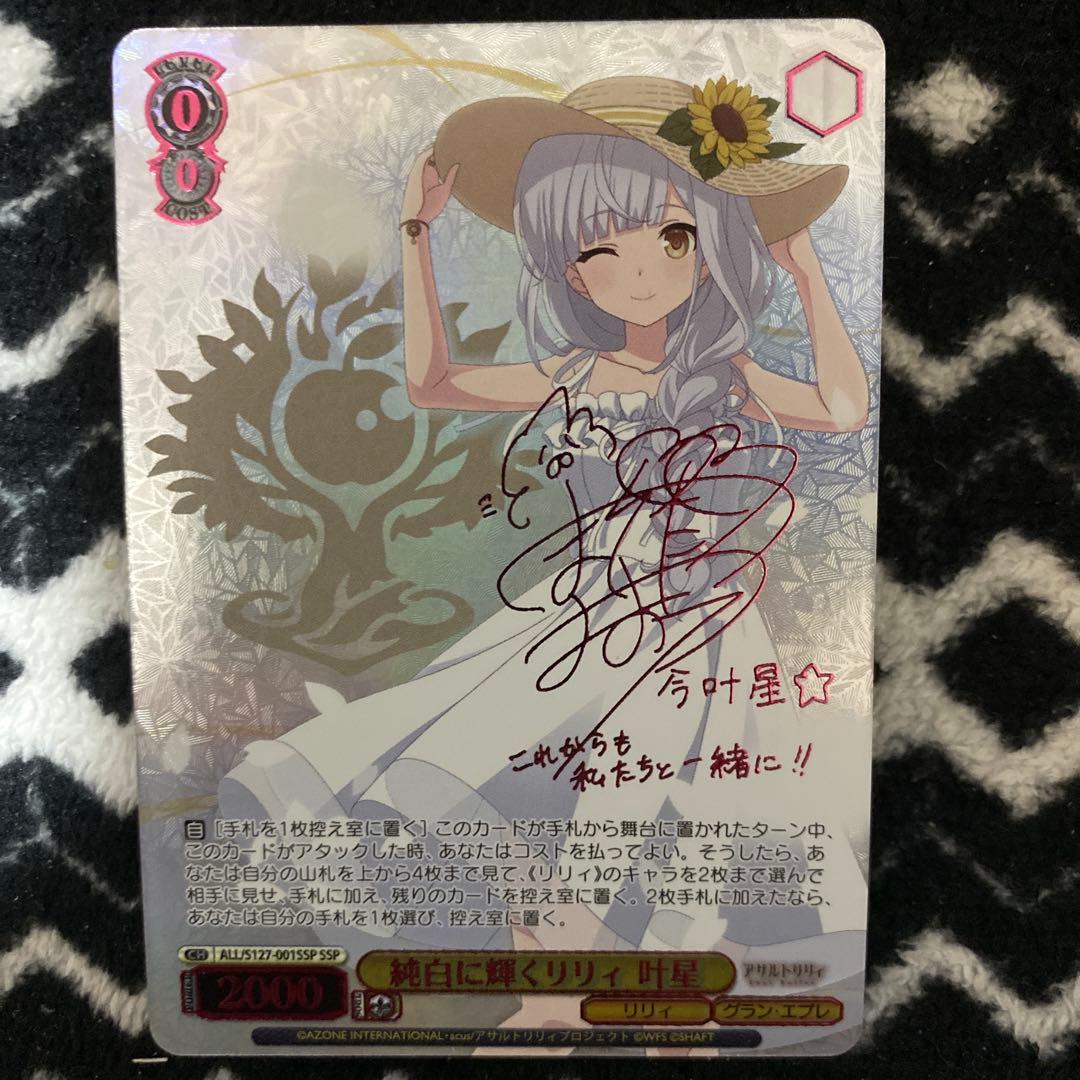 LEVEL
0
0
COST
今叶星☆
これからも
私たちと一緒に!!
自 [手札を1枚控え室に置く] このカードが手札から舞台に置かれたターン中、
このカードがアタックした時、あなたはコストを払ってよい。そうしたら、あ
なたは自分の山札を上から4枚まで見て、《リリィ》のキャラを2枚まで選んで
相手に見せ、手札に加え、残りのカードを控え室に置く。2枚手札に加えたなら、
あなたは自分の手札を1枚選び、控え室に置く。
CH ALL/S127-001SSP SSP
純白に輝くリリィ 叶星
アサルトリリィ
POWER 2000 SOUL
リリィ グラン・エプレ
©AZONE INTERNATIONAL・acus/アサルトリリィプロジェクト ©WFS ©SHAFT